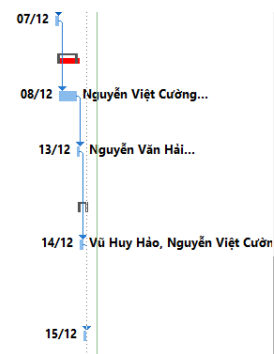 07/12
08/12 Nguyễn Việt Cường...
13/12 Nguyễn Văn Hải...
14/12 Vũ Huy Hảo, Nguyễn Việt Cườn
15/12